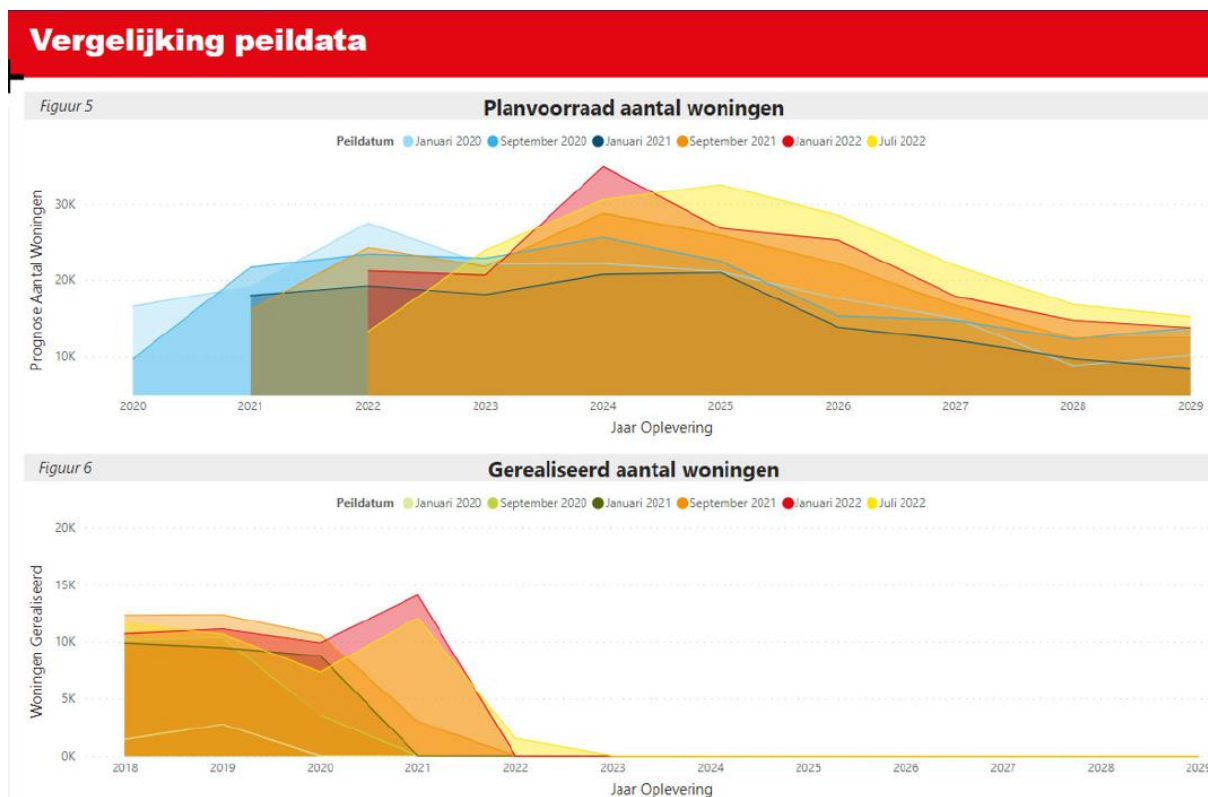 Vergelijking peildata
Figuur 5
Planvoorraad aantal woningen
Peildatum Januari 2020 September 2020 Januari 2021 September 2021 Januari 2022 Juli 2022
Prognose Aantal Woningen
30K
20K
10K
2020 2021 2022 2023 2024 2025 2026 2027 2028 2029
Jaar Oplevering
Figuur 6
Gerealiseerd aantal woningen
Peildatum Januari 2020 September 2020 Januari 2021 September 2021 Januari 2022 Juli 2022
Woningen Gerealiseerd
20K
15K
10K
5K
0K
2018 2019 2020 2021 2022 2023 2024 2025 2026 2027 2028 2029
Jaar Oplevering